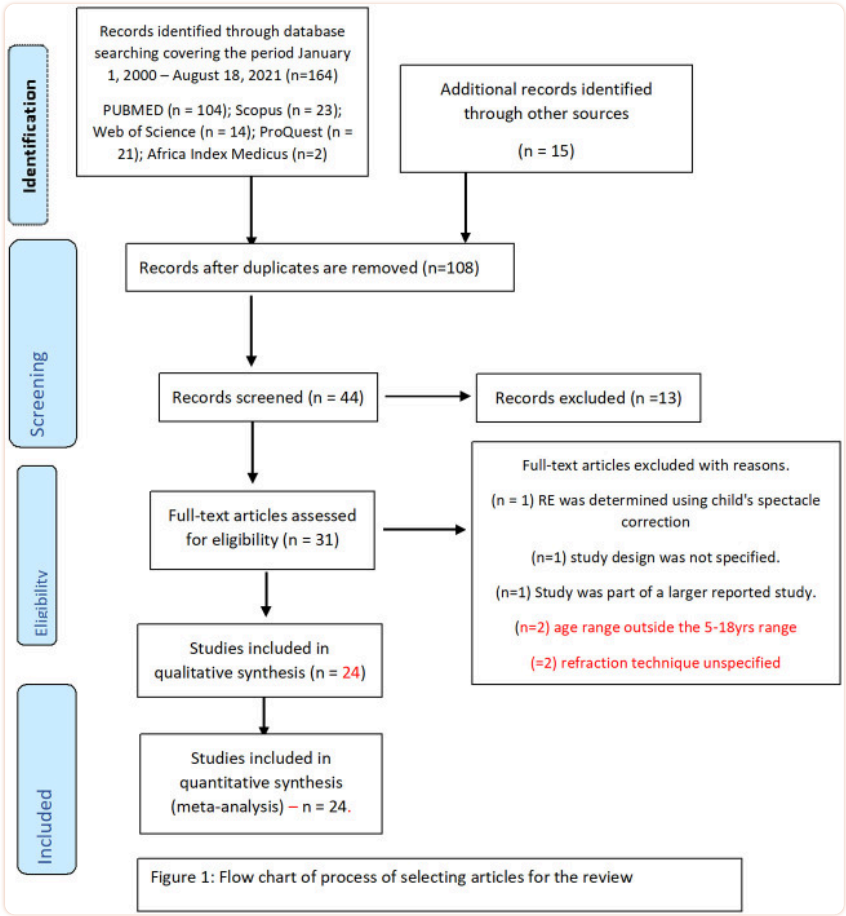 Identification
Records identified through database
searching covering the period January
1, 2000 – August 18, 2021 (n=164)
PUBMED (n = 104); Scopus (n = 23);
Web of Science (n = 14); ProQuest (n =
21); Africa Index Medicus (n=2)
Additional records identified
through other sources
(n = 15)
Screening
Records after duplicates are removed (n=108)
Records screened (n = 44)
Records excluded (n =13)
Eligibility
Full-text articles assessed
for eligibility (n = 31)
Full-text articles excluded with reasons.
(n = 1) RE was determined using child's spectacle
correction
(n=1) study design was not specified.
(n=1) Study was part of a larger reported study.
(n=2) age range outside the 5-18yrs range
(=2) refraction technique unspecified
Studies included in
qualitative synthesis (n = 24)
Included
Studies included in
quantitative synthesis
(meta-analysis) – n = 24.
Figure 1: Flow chart of process of selecting articles for the review